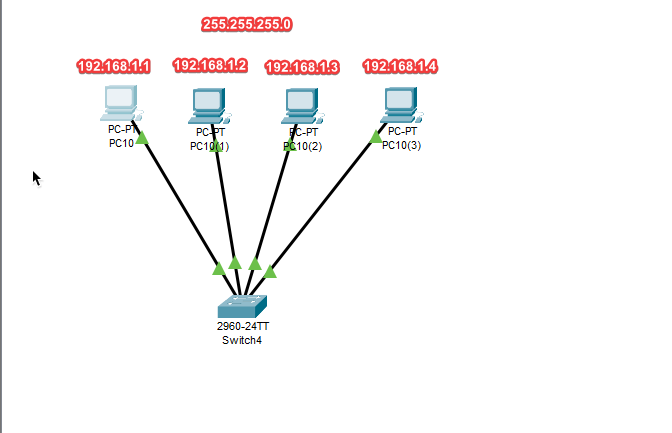 255.255.255.0
192.168.1.1
192.168.1.2
192.168.1.3
192.168.1.4
PC-PT
PC10
PC-PT
PC10(1)
PC-PT
PC10(2)
PC-PT
PC10(3)
2960-24TT
Switch4